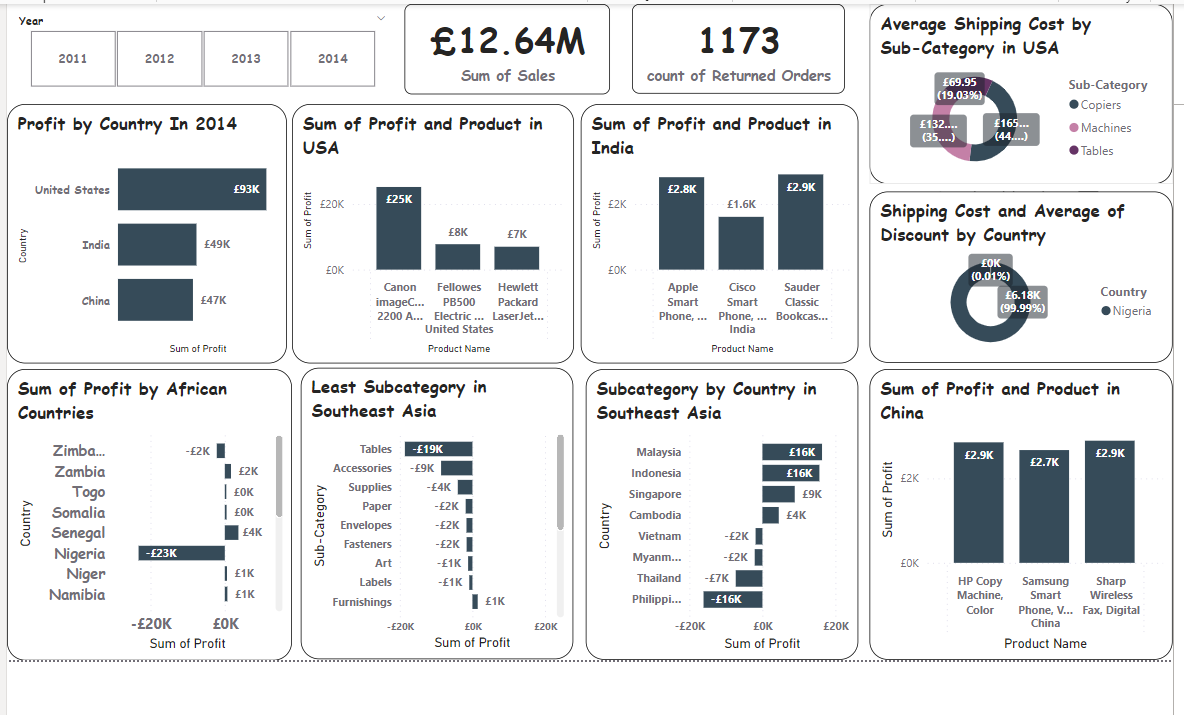 Year
2011
2012
2013
2014
£12.64M
Sum of Sales
1173
count of Returned Orders
Average Shipping Cost by
Sub-Category in USA
£69.95
(19.03%)
£132....
(35....)
£165...
(44....)
Sub-Category
Copiers
Machines
Tables
Profit by Country In 2014
Country
United States
£93K
India
£49K
China
£47K
Sum of Profit
Sum of Profit and Product in
USA
Sum of Profit
£20K
£0K
£25K
£8K
£7K
Canon
imageC...
2200 A...
Fellowes
PB500
Electric ...
Hewlett
Packard
LaserJet...
United States
Product Name
Sum of Profit and Product in
India
Sum of Profit
£2K
£0K
£2.8K
£1.6K
£2.9K
Apple
Smart
Phone, ...
Cisco
Smart
Phone, ...
Sauder
Classic
Bookcas...
India
Product Name
Shipping Cost and Average of
Discount by Country
£0K
(0.01%)
£6.18K
(99.99%)
Country
Nigeria
Sum of Profit by African
Countries
Country
Zimba...
-£2K
Zambia
£2K
Togo
£0K
Somalia
£0K
Senegal
£4K
Nigeria
-£23K
Niger
£1K
Namibia
£1K
-£20K
£0K
Sum of Profit
Least Subcategory in
Southeast Asia
Sub-Category
Tables
-£19K
Accessories
-£9K
Supplies
-£4K
Paper
-£2K
Envelopes
-£2K
Fasteners
-£2K
Art
-£1K
Labels
-£1K
Furnishings
£1K
-£20K
£0K
£20K
Sum of Profit
Subcategory by Country in
Southeast Asia
Country
Malaysia
£16K
Indonesia
£16K
Singapore
£9K
Cambodia
£4K
Vietnam
-£2K
Myanm...
-£2K
Thailand
-£7K
Philippi...
-£16K
-£20K
£0K
£20K
Sum of Profit
Sum of Profit and Product in
China
Sum of Profit
£2K
£0K
£2.9K
£2.7K
£2.9K
HP Copy
Machine,
Color
Samsung
Smart
Phone, V...
Sharp
Wireless
Fax, Digital
China
Product Name